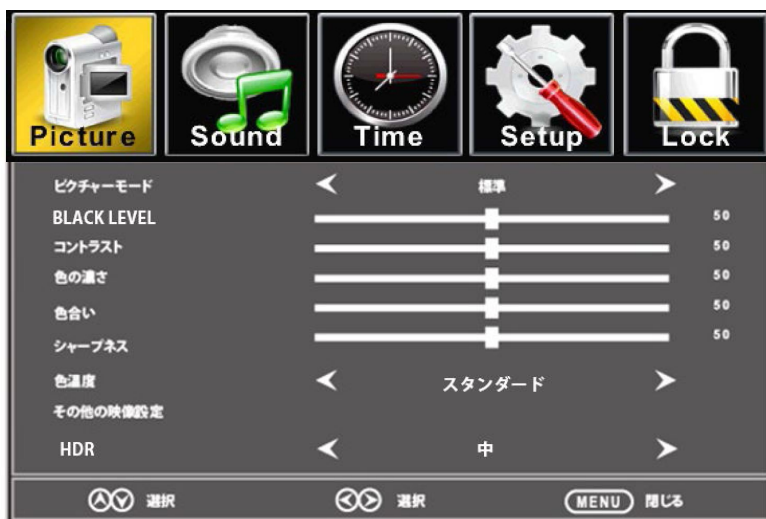 Picture Sound Time Setup Lock
ピクチャーモード 標準
BLACK LEVEL 50
コントラスト 50
色の濃さ 50
色合い 50
シャープネス 50
色温度 スタンダード
その他の映像設定
HDR 中
選択 選択 MENU 閉じる